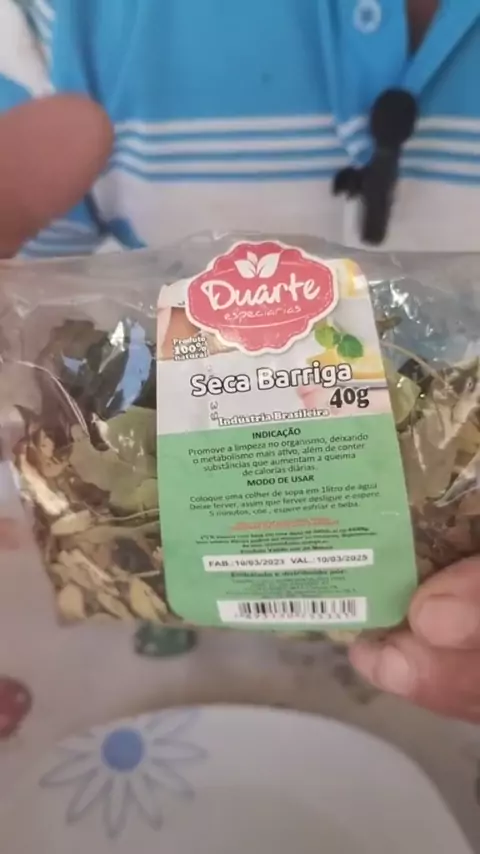 Duarte
especiarias
Produto
100%
natural
Seca Barriga
40g
Indústria Brasileira
INDICAÇÃO
Promove a limpeza no organismo, deixando
o metabolismo mais ativo, além de conter
substâncias que aumentam a queima
de calorias diárias.
MODO DE USAR
Coloque uma colher de sopa em 1litro de água
Deixe ferver, assim que ferver desligue e espere
5 minutos, coe, espere esfriar e beba.
FAB.:10/03/2023 VAL.:10/03/2025